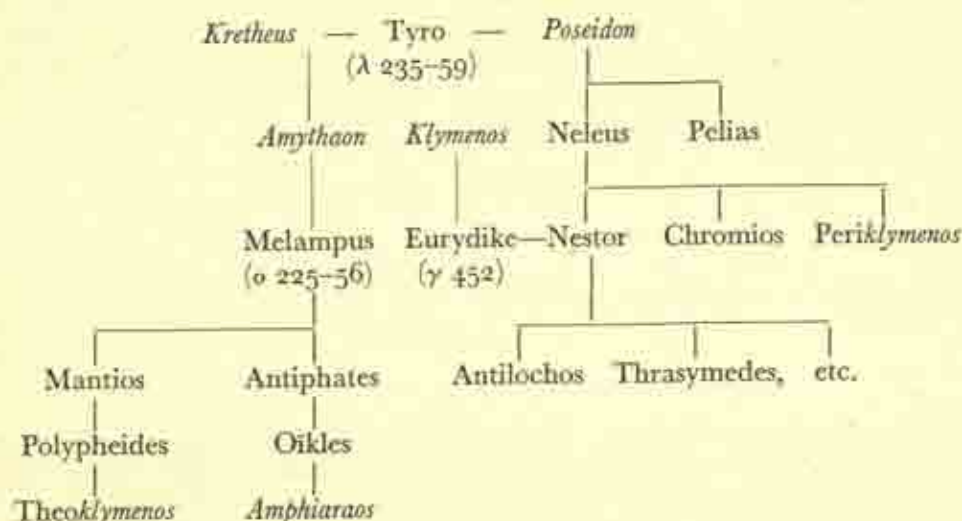 Kretheus — Tyro — Poseidon
(λ 235–59)
Amythaon Klymenos Neleus Pelias
Melampus Eurydike—Nestor Chromios Periklymenos
(ο 225–56) (γ 452)
Mantios Antiphates Antilochos Thrasymedes, etc.
Polypheides Oïkles
Theoklymenos Amphiaraos